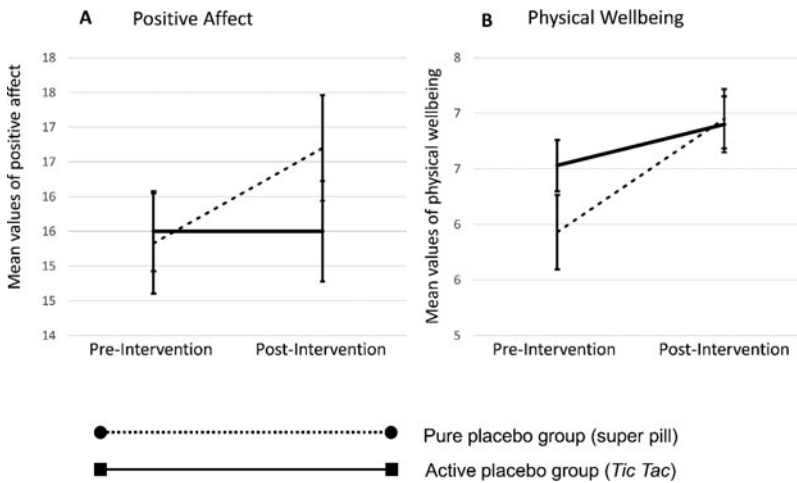 A Positive Affect
Mean values of positive affect
18
18
17
17
16
16
15
15
14
Pre-Intervention Post-Intervention
B Physical Wellbeing
Mean values of physical wellbeing
8
7
7
6
6
5
Pre-Intervention Post-Intervention
Pure placebo group (super pill)
Active placebo group (Tic Tac)